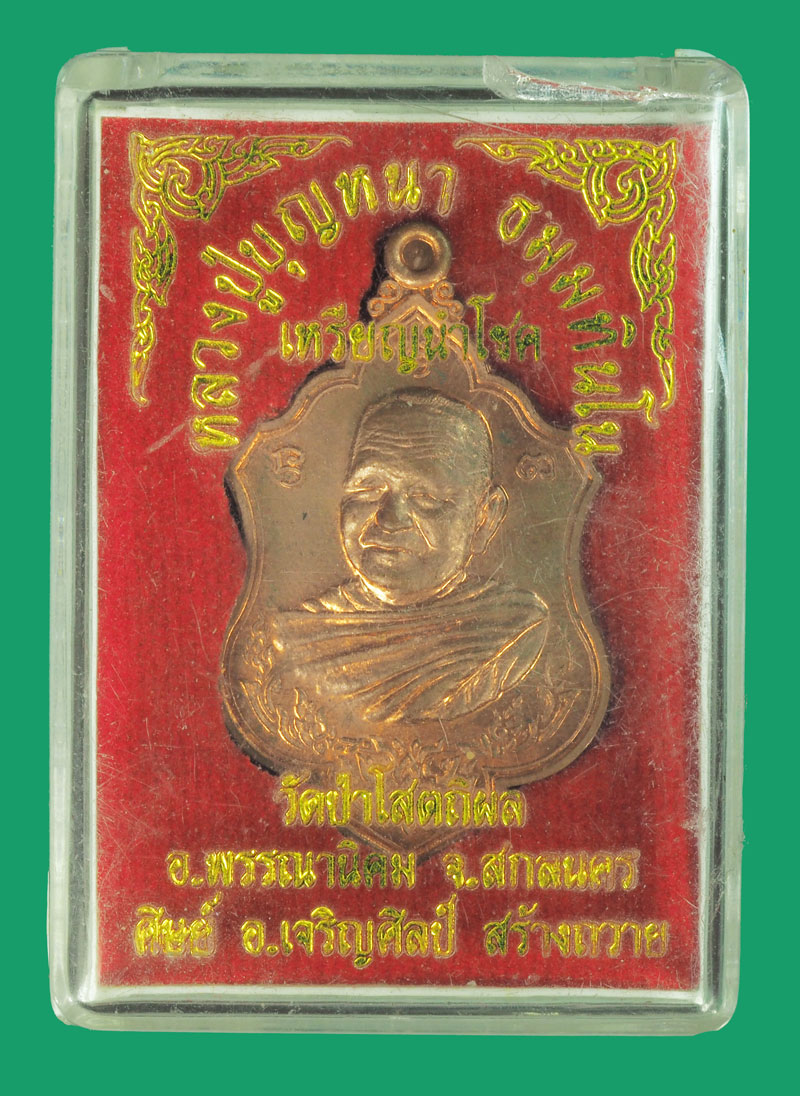 หลวงปู่บุญหนา ธมฺมทินโน
เหรียญนำโชค
วัดป่าโสตถิผล
อ.พรรณานิคม จ.สกลนคร
ศิษย์ อ.เจริญศิลป์ สร้างถวาย